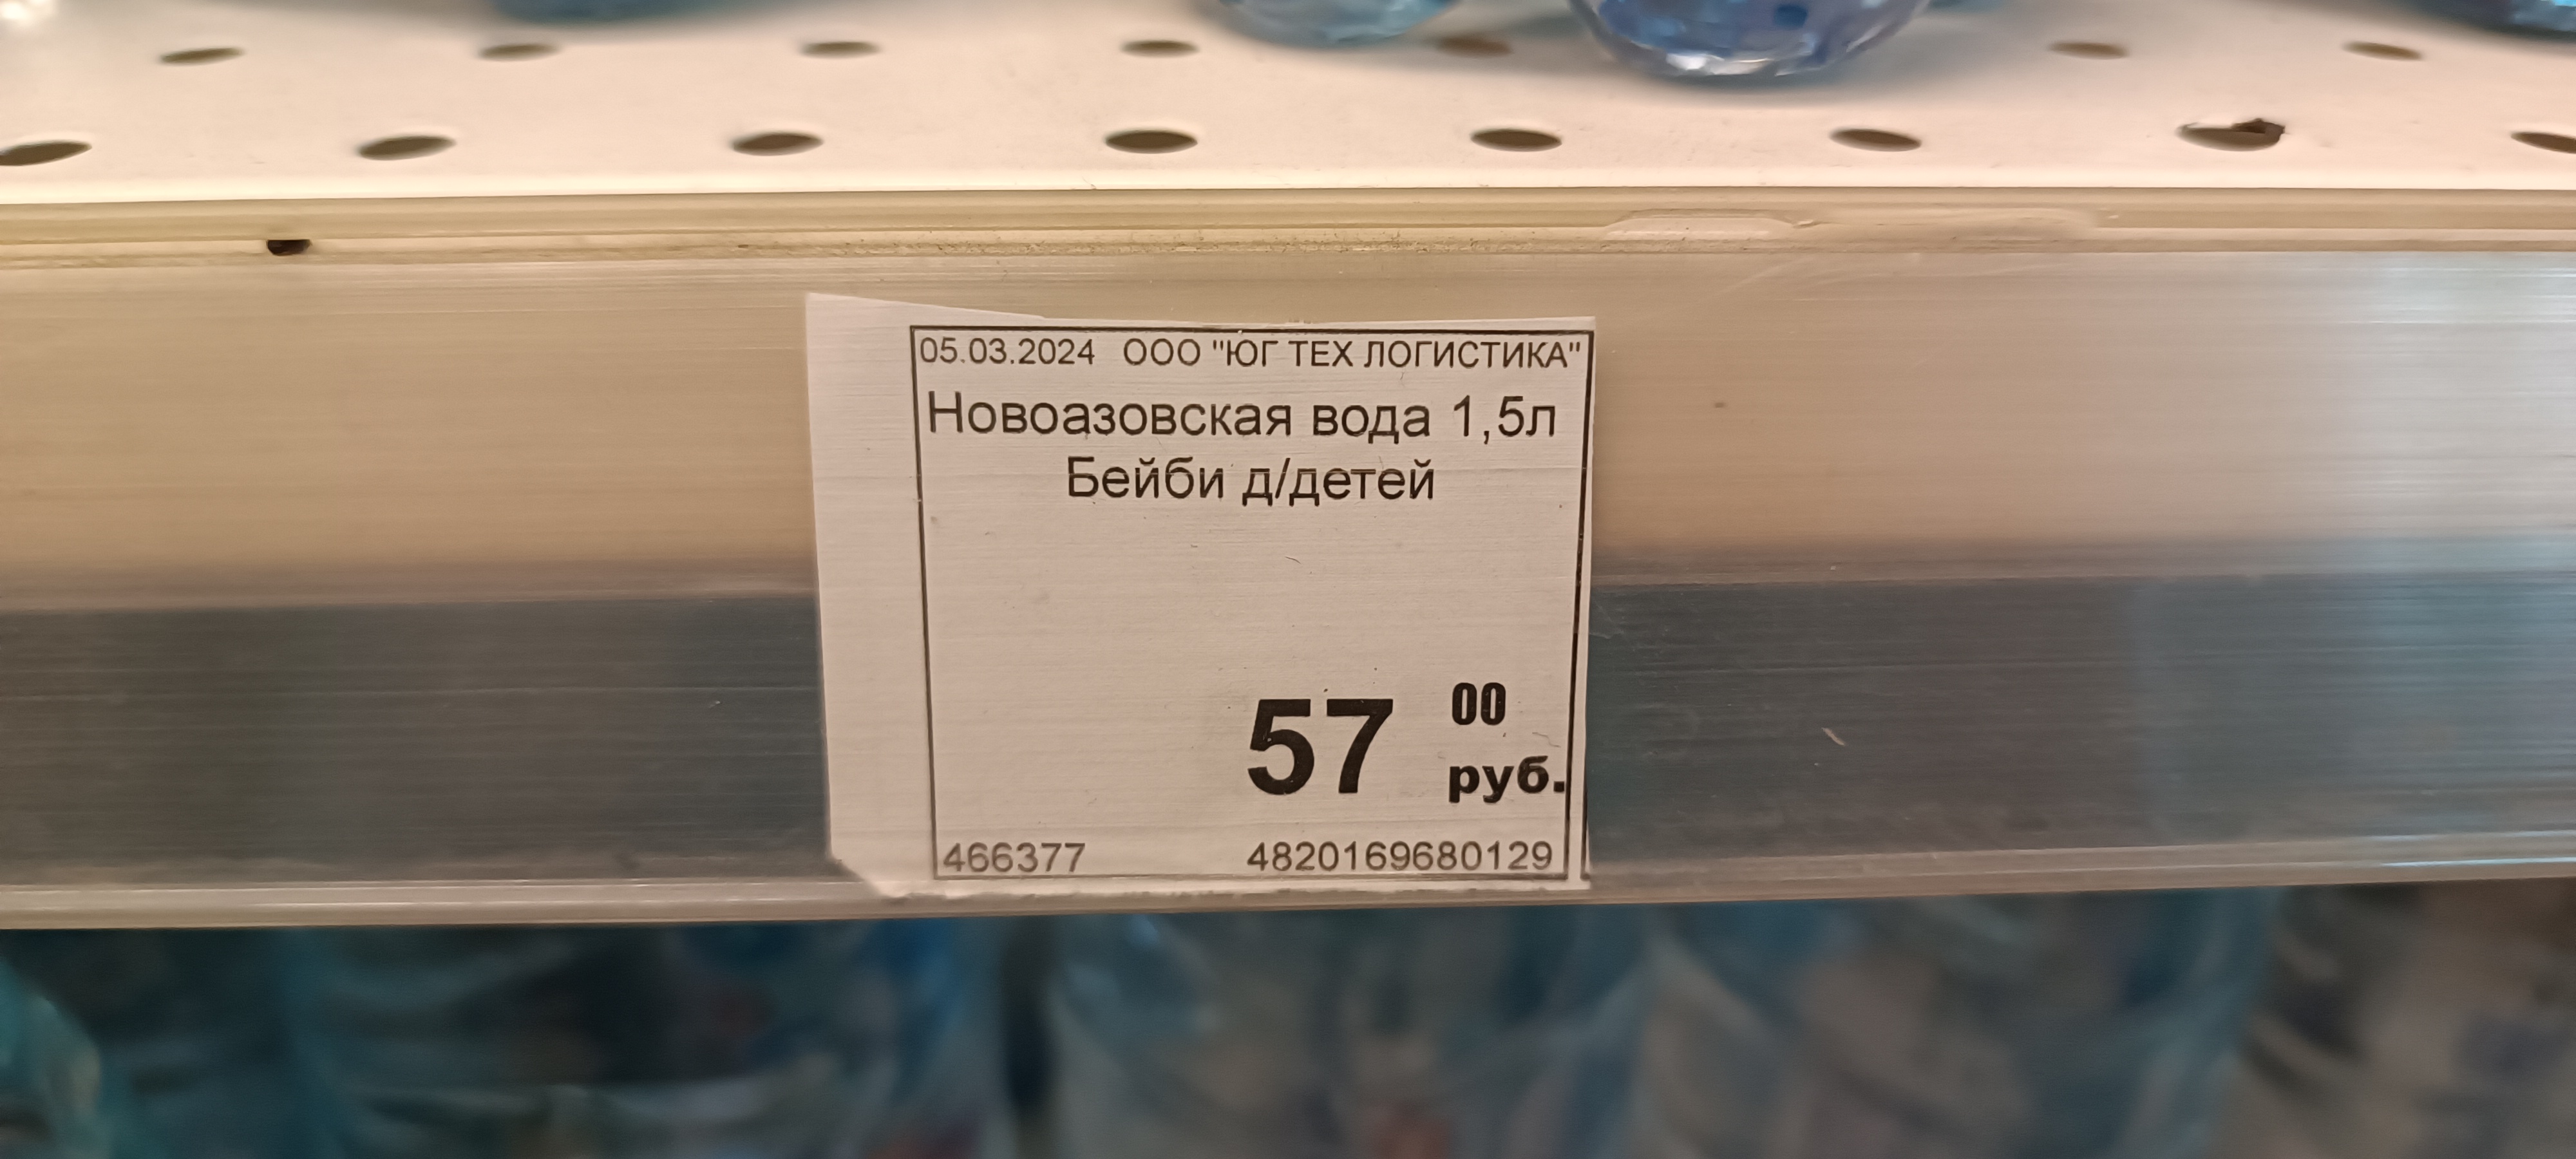 05.03.2024 ООО "ЮГ ТЕХ ЛОГИСТИКА"
Новоазовская вода 1,5л
Бейби д/детей
57 00
руб.
466377 4820169680129